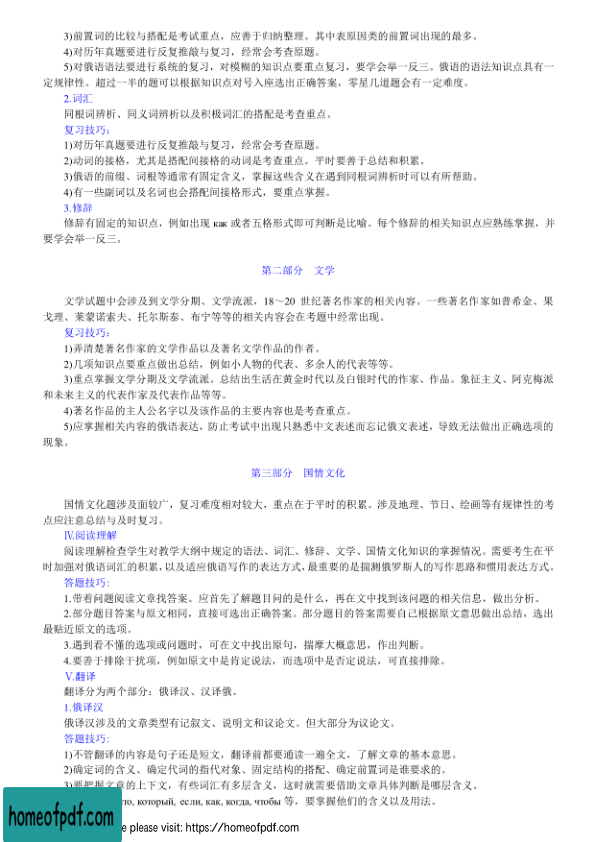 3)前置词的比较与搭配是考试重点，应善于归纳整理。其中表原因类的前置词出现的最多。
4)对历年真题要进行反复推敲与复习，经常会考查原题。
5)对俄语语法要进行系统的复习，对模糊的知识点要重点复习，要学会举一反三。俄语的语法知识点具有一
定规律性。超过一半的题可以根据知识点对号入座选出正确答案，零星几道题会有一定难度。
2.词汇
同根词辨析、同义词辨析以及积极词汇的搭配是考查重点。
复习技巧：
1)对历年真题要进行反复推敲与复习，经常会考查原题。
2)动词的接格，尤其是搭配间接格的动词是考查重点。平时要善于总结和积累。
3)俄语的前缀、词根等通常有固定含义，掌握这些含义在遇到同根词辨析时可以有所帮助。
4)有一些副词以及名词也会搭配间接格形式，要重点掌握。
3.修辞
修辞有固定的知识点，例如出现 как 或者五格形式即可判断是比喻。每个修辞的相关知识点应熟练掌握，并
要学会举一反三。
第二部分 文学
文学试题中会涉及到文学分期、文学流派，18～20 世纪著名作家的相关内容。一些著名作家如普希金、果
戈理、莱蒙诺索夫、托尔斯泰、布宁等等的相关内容会在考题中经常出现。
复习技巧：
1)弄清楚著名作家的文学作品以及著名文学作品的作者。
2)几项知识点要重点做出总结，例如小人物的代表、多余人的代表等等。
3)重点掌握文学分期及文学流派。总结出生活在黄金时代以及白银时代的作家、作品。象征主义、阿克梅派
和未来主义的代表作家及代表作品等等。
4)著名作品的主人公名字以及该作品的主要内容也是考查重点。
5)应掌握相关内容的俄语表达，防止考试中出现只熟悉中文表述而忘记俄文表述，导致无法做出正确选项的
现象。
第三部分 国情文化
国情文化题涉及面较广，复习难度相对较大，重点在于平时的积累。涉及地理、节日、绘画等有规律性的考
点应注意总结与及时复习。
Ⅳ.阅读理解
阅读理解检查学生对教学大纲中规定的语法、词汇、修辞、文学、国情文化知识的掌握情况。需要考生在平
时加强对俄语词汇的积累，以及适应俄语写作的表达方式，最重要的是揣测俄罗斯人的写作思路和惯用表达方式。
答题技巧：
1.带着问题阅读文章找答案。应首先了解题目问的是什么，再在文中找到该问题的相关信息，做出分析。
2.部分题目答案与原文相同，直接可选出正确答案。部分题目的答案需要自己根据原文意思做出总结，选出
最贴近原文的选项。
3.遇到看不懂的选项或问题时，可在文中找出原句，揣摩大概意思，作出判断。
4.要善于排除干扰项，例如原文中是肯定说法，而选项中是否定说法，可直接排除。
Ⅴ.翻译
翻译分为两个部分：俄译汉、汉译俄。
1.俄译汉
俄译汉涉及的文章类型有记叙文、说明文和议论文。但大部分为议论文。
答题技巧：
1)不管翻译的内容是句子还是短文，翻译前都要通读一遍全文，了解文章的基本意思。
2)确定词的含义、确定代词的指代对象、固定结构的搭配、确定前置词是谁要求的。
3)要把握文章的上下文，有些词汇有多层含义，这时就需要借助文章具体判断是哪层含义。
то, который, если, как, когда, чтобы 等，要掌握他们的含义以及用法。
homeofpdf.com
e please visit: https://homeofpdf.com